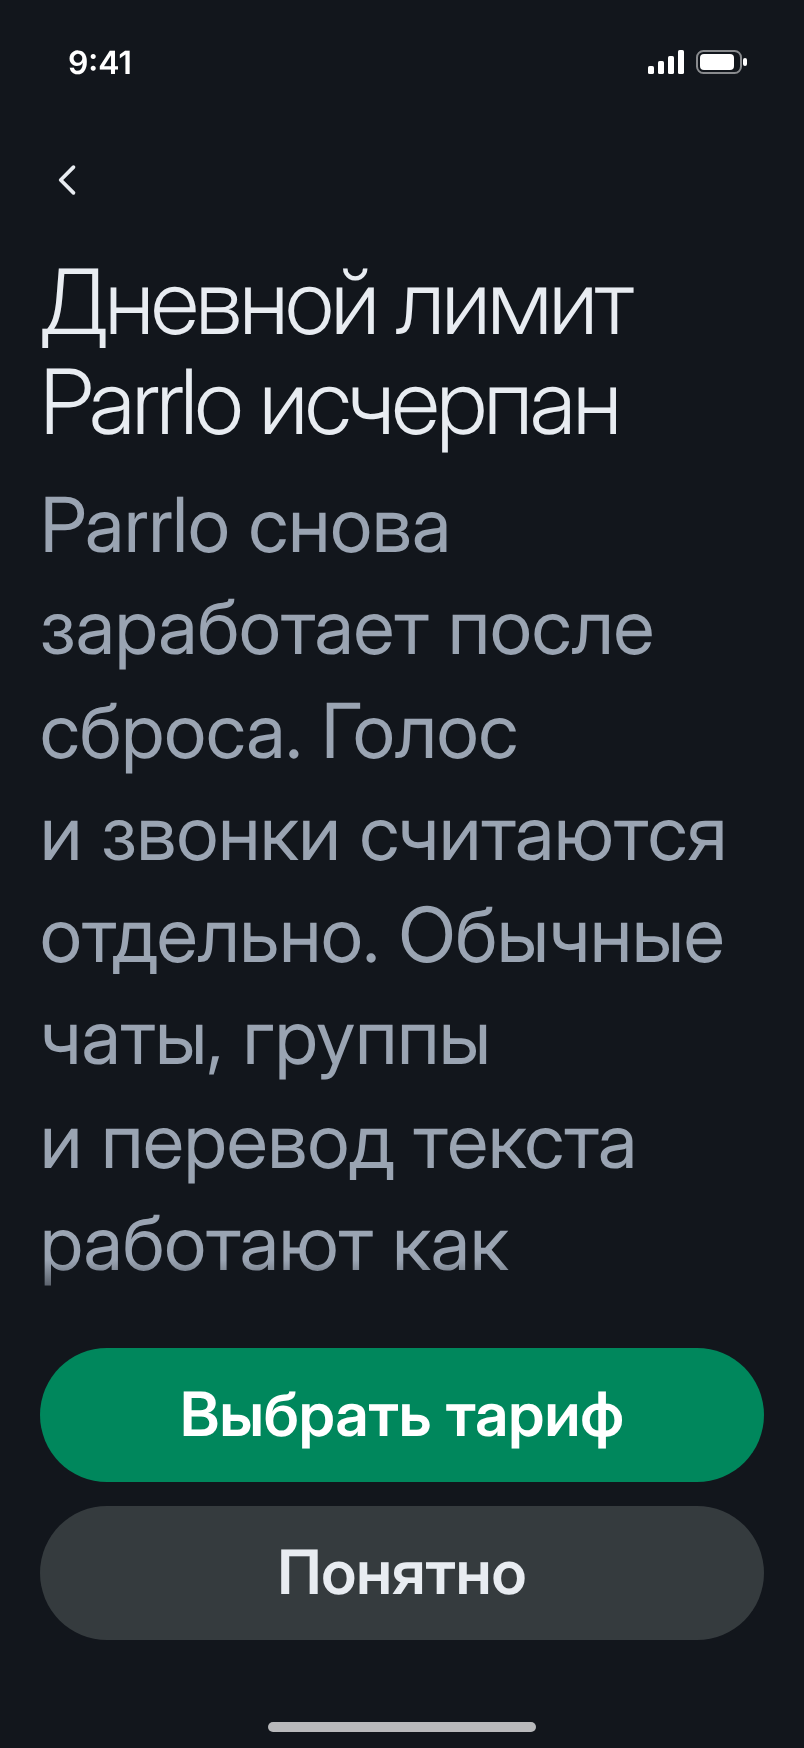 9:41
Дневной лимит
Parrlo исчерпан
Parrlo снова
заработает после
сброса. Голос
и звонки считаются
отдельно. Обычные
чаты, группы
и перевод текста
работают как
Выбрать тариф
Понятно